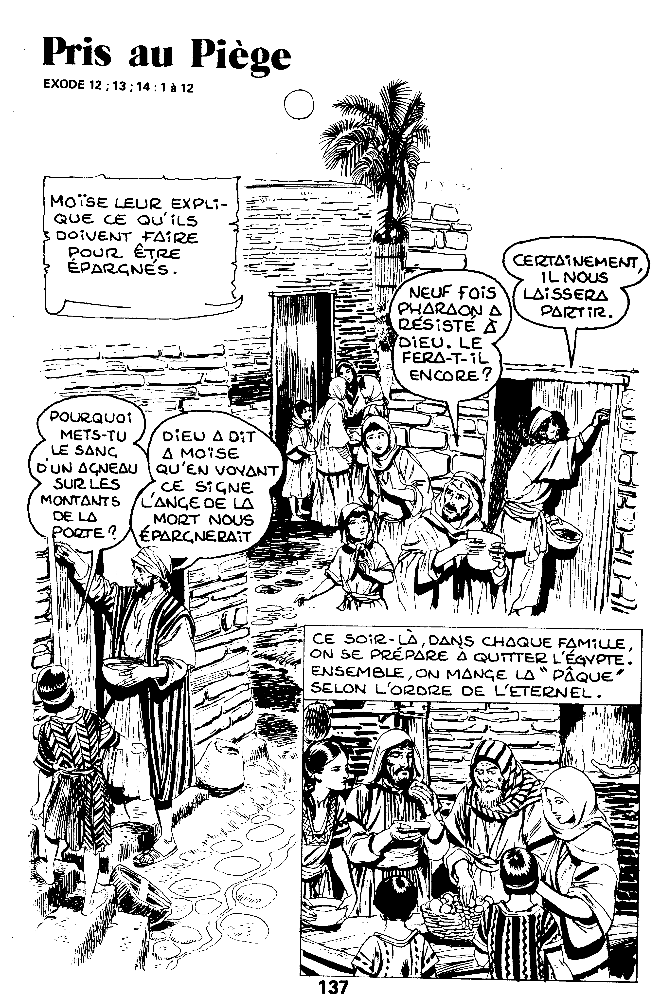 Pris au Piège
EXODE 12 ; 13 ; 14 : 1 à 12
MOÏSE LEUR EXPLI-
QUE CE QU'ILS
DOIVENT FAIRE
POUR ÊTRE
ÉPARGNÉS.
CERTAINEMENT,
IL NOUS
LAISSERA
PARTIR.
NEUF FOIS
PHARAON A
RÉSISTÉ À
DIEU. LE
FERA-T-IL
ENCORE?
POURQUOI
METS-TU
LE SANG
D'UN AGNEAU
SUR LES
MONTANTS
DE LA
PORTE?
DIEU A DIT
A MOÏSE
QU'EN VOYANT
CE SIGNE
L'ANGE DE LA
MORT NOUS
ÉPARGNERAIT
CE SOIR-LÀ, DANS CHAQUE FAMILLE,
ON SE PRÉPARE À QUITTER L'ÉGYPTE.
ENSEMBLE, ON MANGE LA "PÂQUE"
SELON L'ORDRE DE L'ETERNEL.
137